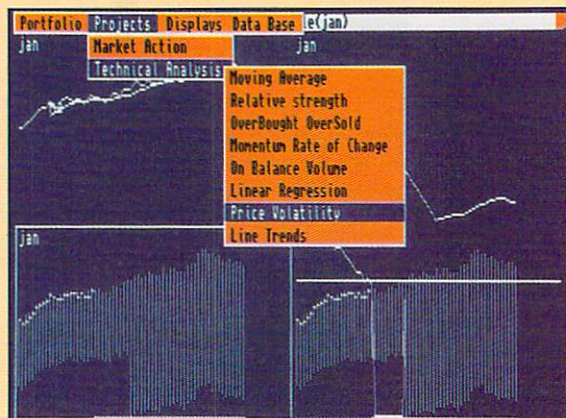 Portfolio Projects Displays Data Base le(jan)
jan
jan
Market Action
Technical Analysis
Moving Average
Relative strength
OverBought OverSold
Momentum Rate of Change
On Balance Volume
Linear Regression
Price Volatility
Line Trends
jan